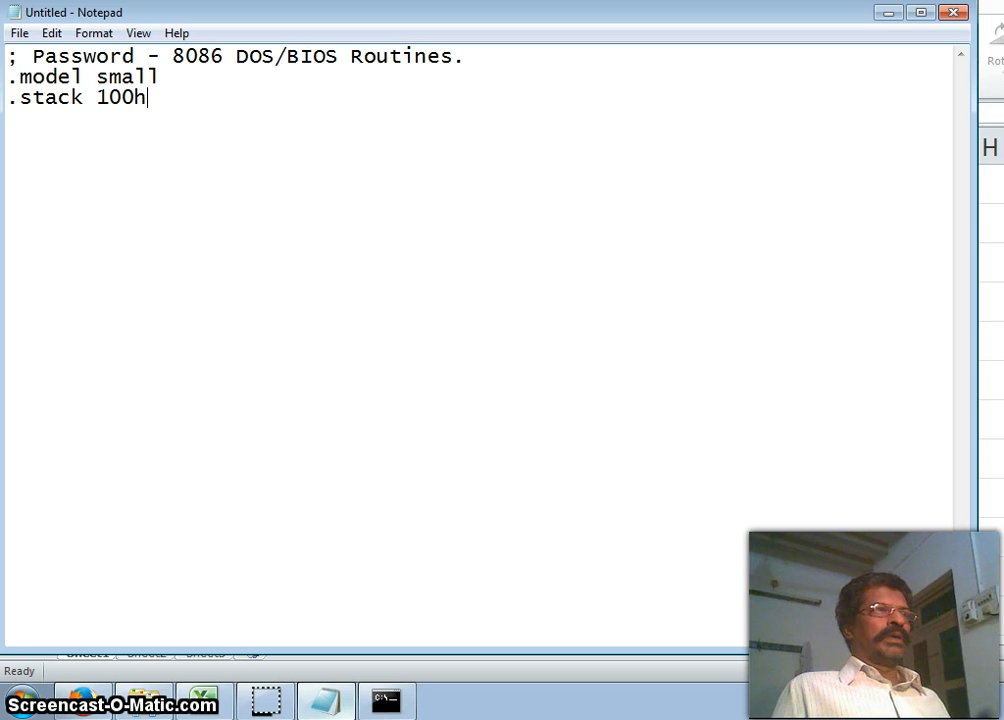 Untitled - Notepad
File Edit Format View Help
; Password - 8086 DOS/BIOS Routines.
.model small
.stack 100h
Rot
H
Ready
Screencast-O-Matic.com